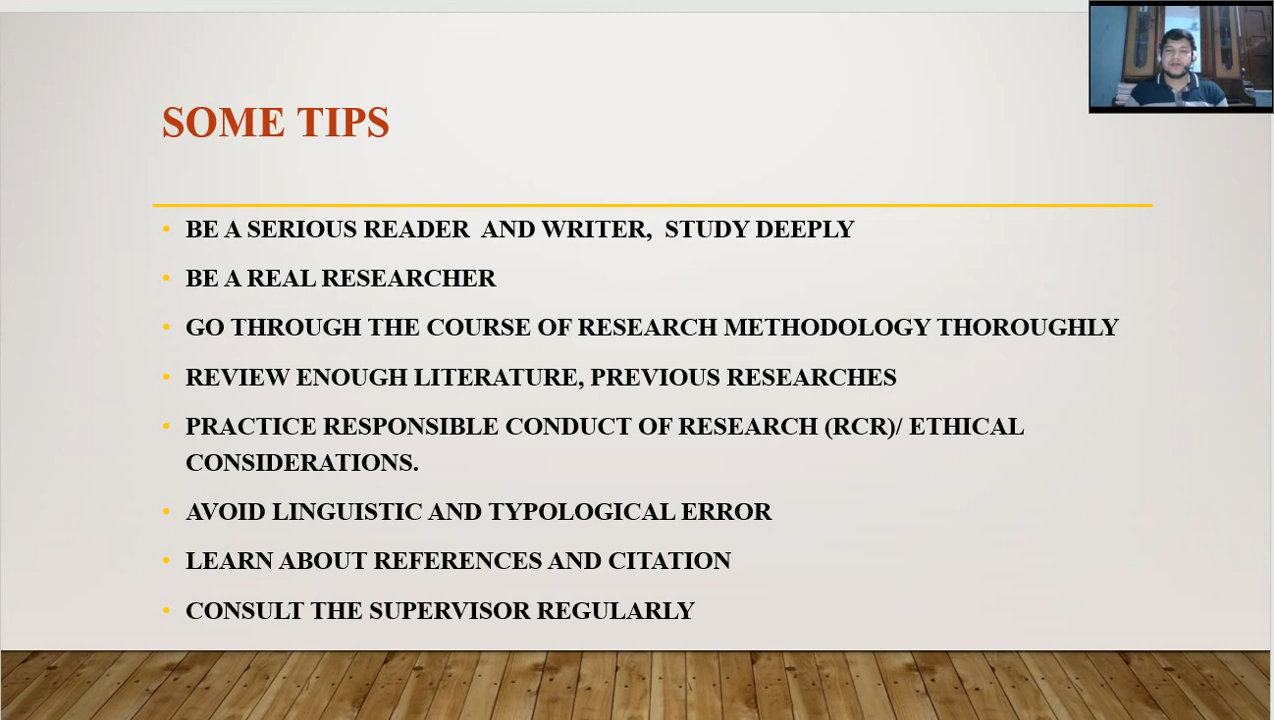 SOME TIPS
• BE A SERIOUS READER AND WRITER, STUDY DEEPLY
• BE A REAL RESEARCHER
• GO THROUGH THE COURSE OF RESEARCH METHODOLOGY THOROUGHLY
• REVIEW ENOUGH LITERATURE, PREVIOUS RESEARCHES
• PRACTICE RESPONSIBLE CONDUCT OF RESEARCH (RCR)/ ETHICAL
CONSIDERATIONS.
• AVOID LINGUISTIC AND TYPOLOGICAL ERROR
• LEARN ABOUT REFERENCES AND CITATION
• CONSULT THE SUPERVISOR REGULARLY